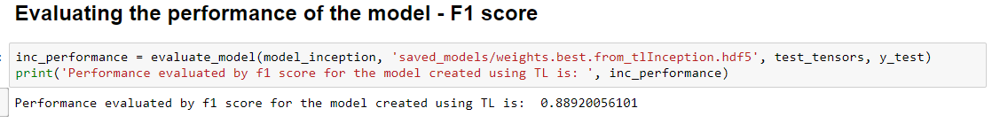 Evaluating the performance of the model - F1 score
inc_performance = evaluate_model(model_inception, 'saved_models/weights.best.from_tlInception.hdf5', test_tensors, y_test)
print('Performance evaluated by f1 score for the model created using TL is: ', inc_performance)
Performance evaluated by f1 score for the model created using TL is:  0.88920056101